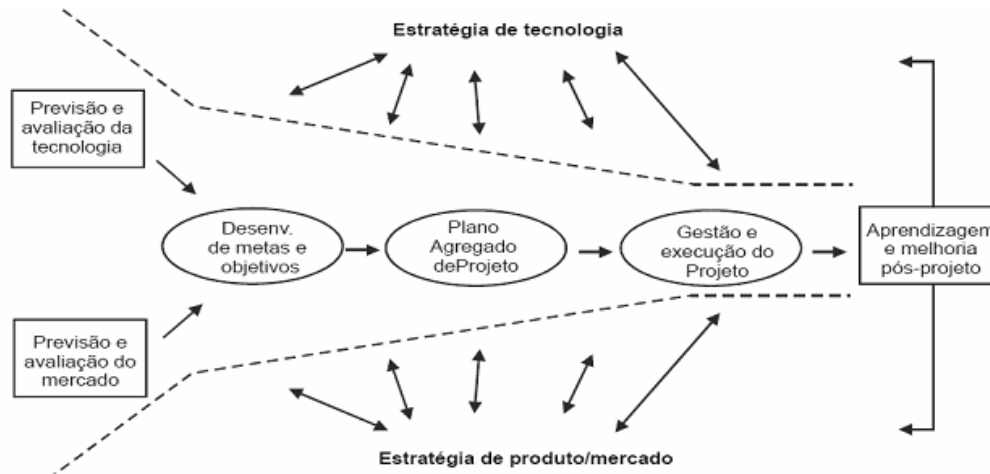 Estratégia de tecnologia
Previsão e
avaliação da
tecnologia
Desenv.
de metas e
objetivos
Plano
Agregado
deProjeto
Gestão e
execução do
Projeto
Aprendizagem
e melhoria
pós-projeto
Previsão e
avaliação do
mercado
Estratégia de produto/mercado